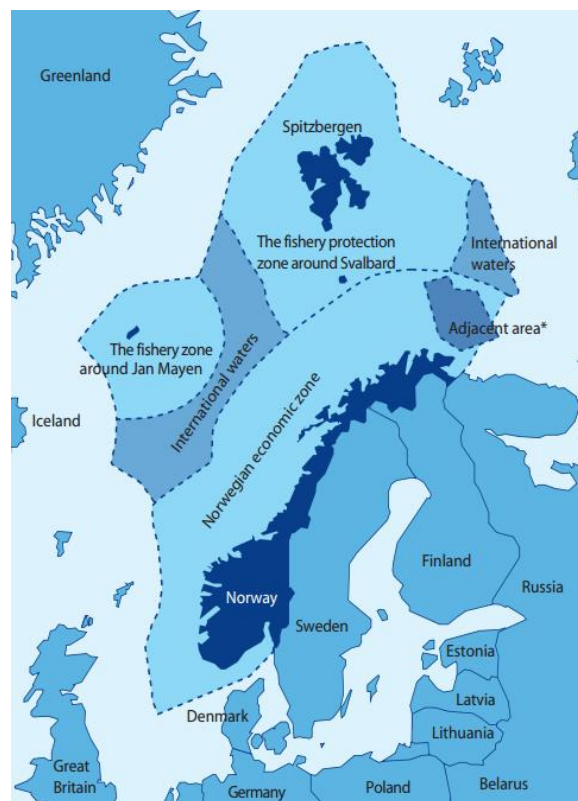 Greenland
Spitzbergen
The fishery protection
zone around Svalbard
International
waters
Adjacent area*
The fishery zone
around Jan Mayen
International waters
Iceland
Norwegian economic zone
Finland
Russia
Norway
Sweden
Estonia
Latvia
Denmark
Lithuania
Great
Britain
Germany
Poland
Belarus